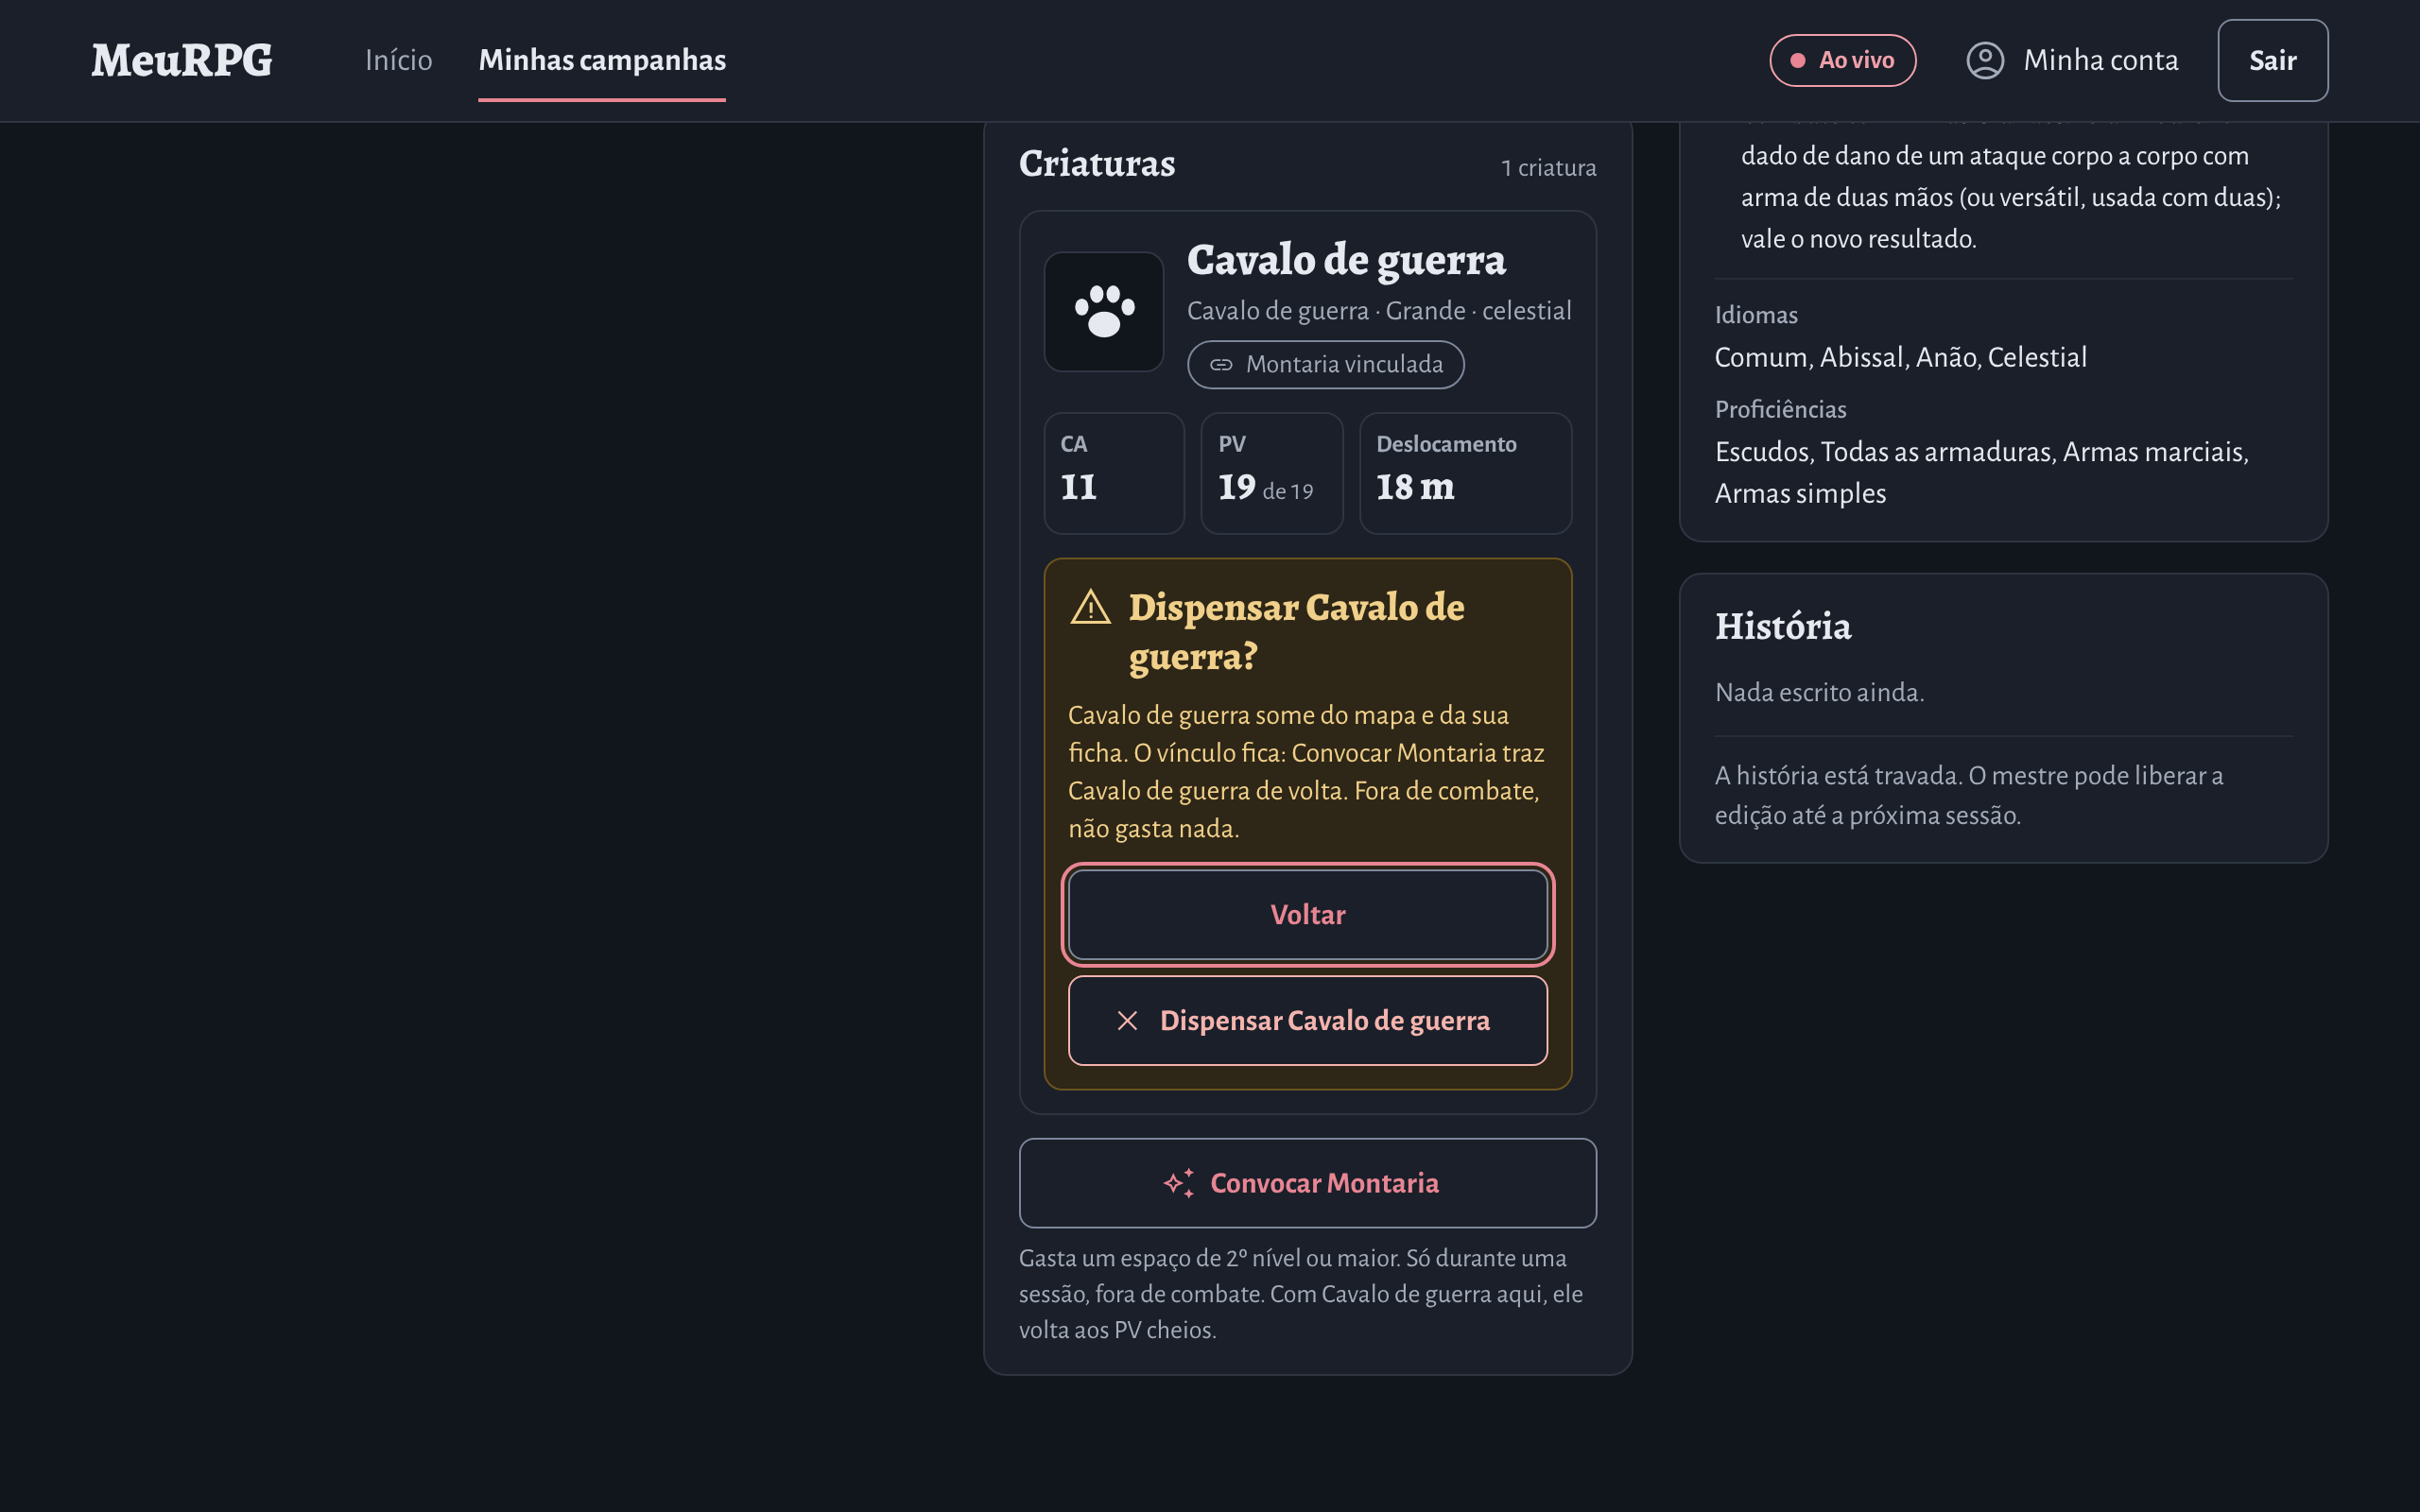 MeuRPG
Início
Minhas campanhas
Ao vivo
Minha conta
Sair
Criaturas
1 criatura
Cavalo de guerra
Cavalo de guerra · Grande · celestial
Montaria vinculada
CA
11
PV
19 de 19
Deslocamento
18 m
Dispensar Cavalo de
guerra?
Cavalo de guerra some do mapa e da sua
ficha. O vínculo fica: Convocar Montaria traz
Cavalo de guerra de volta. Fora de combate,
não gasta nada.
Voltar
Dispensar Cavalo de guerra
Convocar Montaria
Gasta um espaço de 2º nível ou maior. Só durante uma
sessão, fora de combate. Com Cavalo de guerra aqui, ele
volta aos PV cheios.
dado de dano de um ataque corpo a corpo com
arma de duas mãos (ou versátil, usada com duas);
vale o novo resultado.
Idiomas
Comum, Abissal, Anão, Celestial
Proficiências
Escudos, Todas as armaduras, Armas marciais,
Armas simples
História
Nada escrito ainda.
A história está travada. O mestre pode liberar a
edição até a próxima sessão.